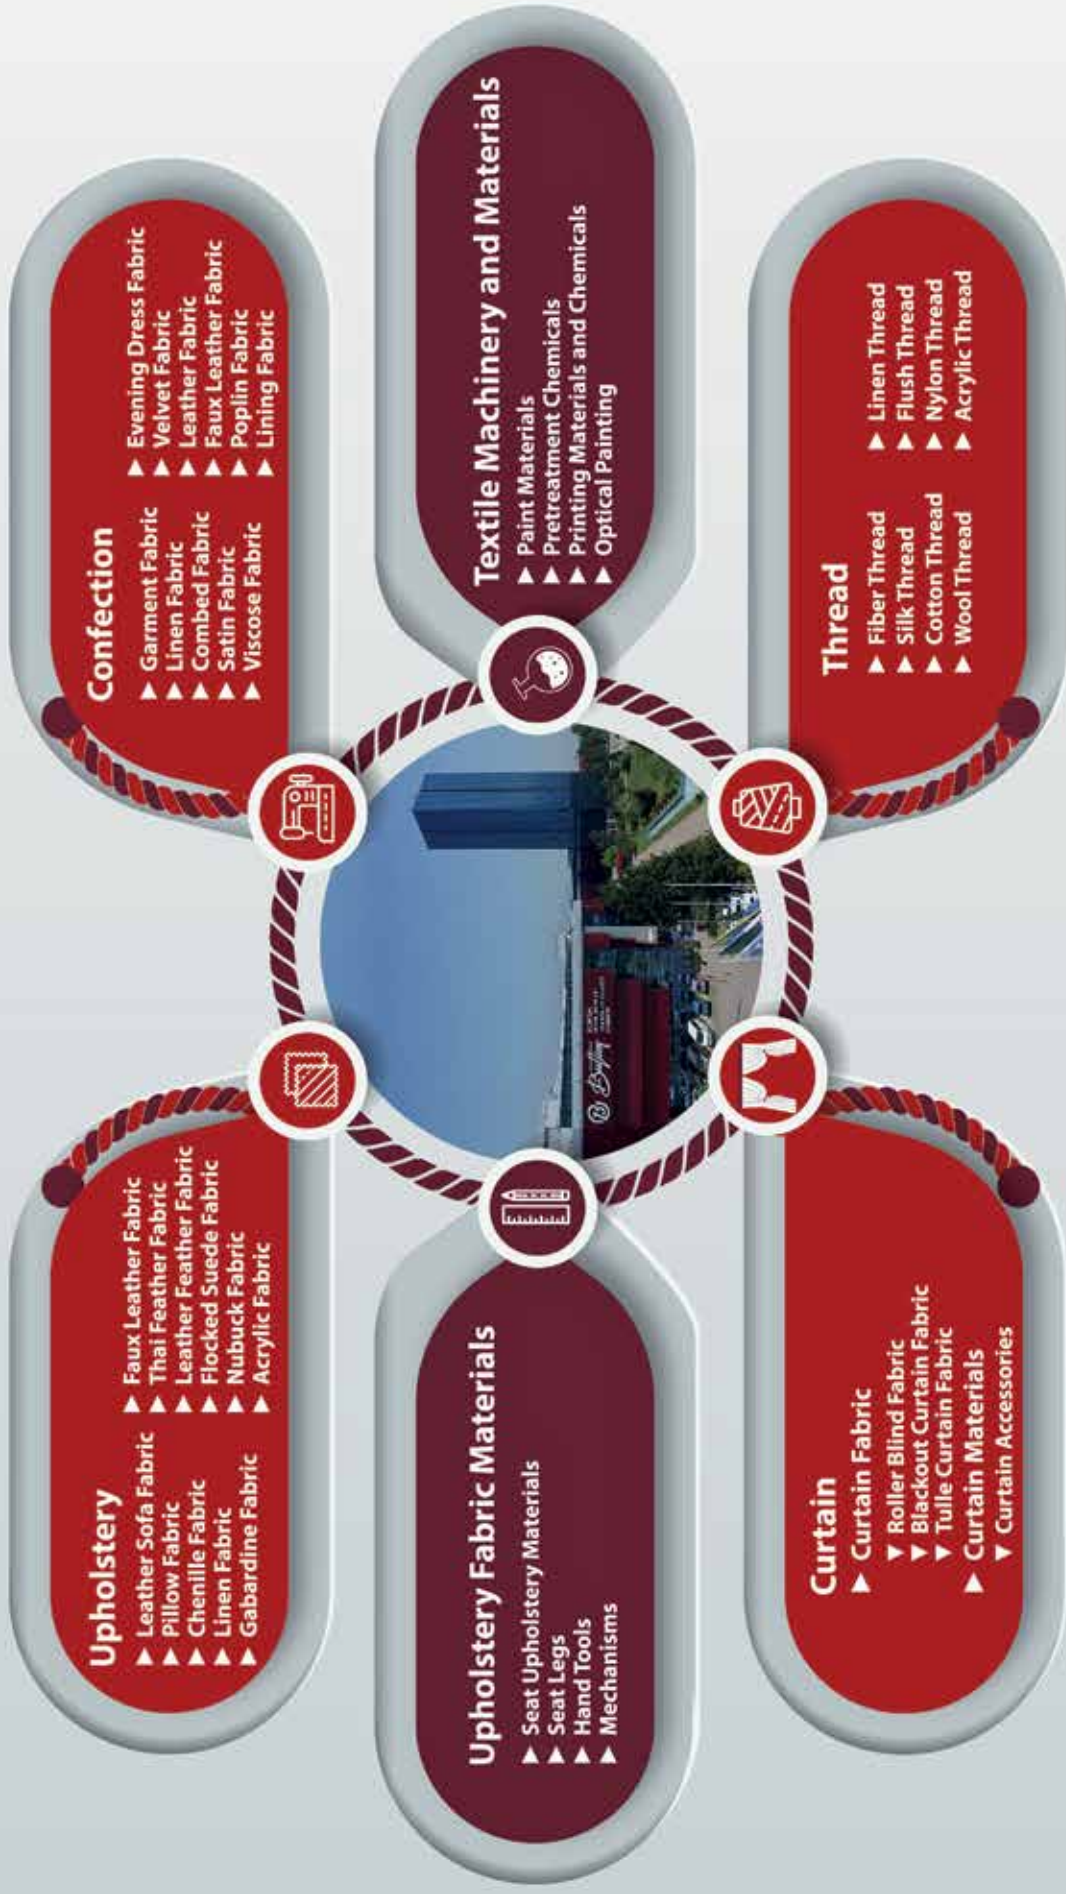 Upholstery
▶ Leather Sofa Fabric
▶ Pillow Fabric
▶ Chenille Fabric
▶ Linen Fabric
▶ Gabardine Fabric
▶ Faux Leather Fabric
▶ Thai Feather Fabric
▶ Leather Feather Fabric
▶ Flocked Suede Fabric
▶ Nubuck Fabric
▶ Acrylic Fabric
Confection
▶ Garment Fabric
▶ Linen Fabric
▶ Combed Fabric
▶ Satin Fabric
▶ Viscose Fabric
▶ Evening Dress Fabric
▶ Velvet Fabric
▶ Leather Fabric
▶ Faux Leather Fabric
▶ Poplin Fabric
▶ Lining Fabric
Upholstery Fabric Materials
▶ Seat Upholstery Materials
▶ Seat Legs
▶ Hand Tools
▶ Mechanisms
Textile Machinery and Materials
▶ Paint Materials
▶ Pretreatment Chemicals
▶ Printing Materials and Chemicals
▶ Optical Painting
Curtain
▶ Curtain Fabric
▼ Roller Blind Fabric
▼ Blackout Curtain Fabric
▼ Tulle Curtain Fabric
▶ Curtain Materials
▼ Curtain Accessories
Thread
▶ Fiber Thread
▶ Silk Thread
▶ Cotton Thread
▶ Wool Thread
▶ Linen Thread
▶ Flush Thread
▶ Nylon Thread
▶ Acrylic Thread